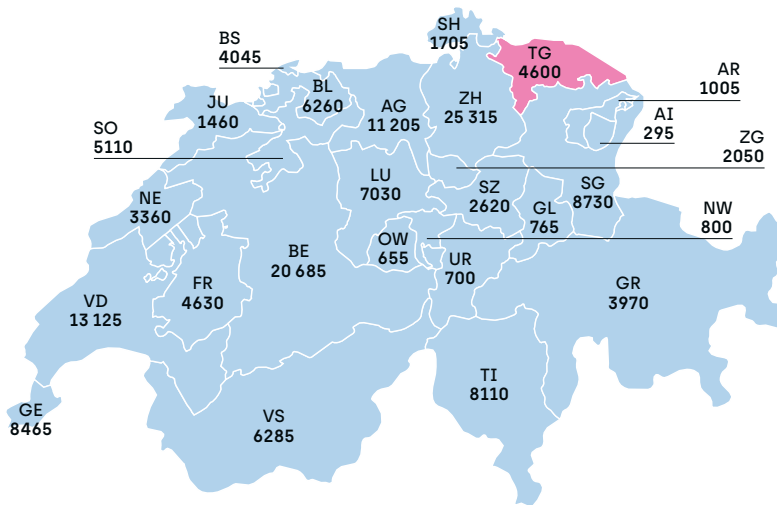 SH
1705
BS
4045
TG
4600
AR
1005
BL
6260
JU
1460
AG
11 205
ZH
25 315
AI
295
SO
5110
ZG
2050
LU
7030
SZ
2620
SG
8730
NE
3360
GL
765
NW
800
OW
655
BE
20 685
UR
700
FR
4630
GR
3970
VD
13 125
TI
8110
GE
8465
VS
6285